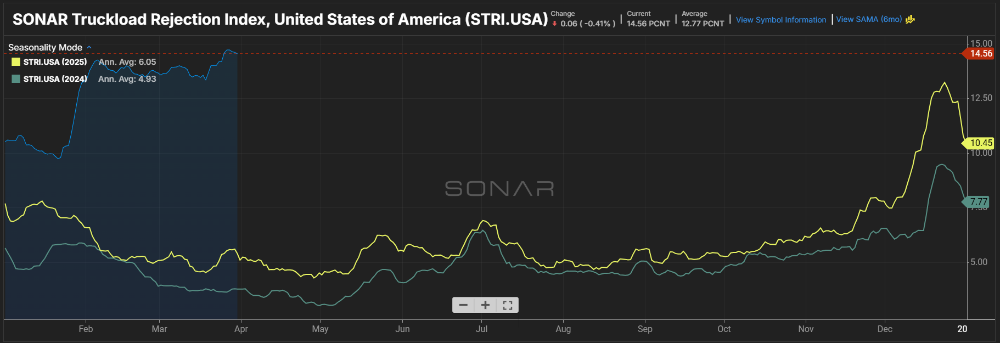 SONAR Truckload Rejection Index, United States of America (STRI.USA)
Change
0.06 ( -0.41% )
Current
14.56 PCNT
Average
12.77 PCNT
View Symbol Information
View SAMA (6mo)
Seasonality Mode
STRI.USA (2025) Ann. Avg: 6.05
STRI.USA (2024) Ann. Avg: 4.93
15.00
14.56
12.50
10.45
10.00
7.77
7.50
5.00
SONAR
Feb Mar Apr May Jun Jul Aug Sep Oct Nov Dec 20